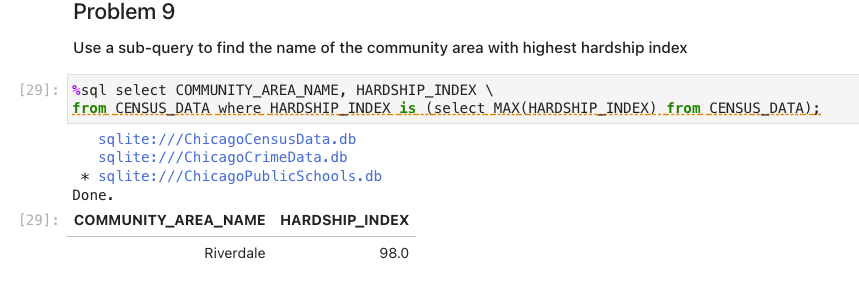 Problem 9
Use a sub-query to find the name of the community area with highest hardship index
[29]: %sql select COMMUNITY_AREA_NAME, HARDSHIP_INDEX \
from CENSUS_DATA where HARDSHIP_INDEX is (select MAX(HARDSHIP_INDEX) from CENSUS_DATA);
sqlite:///ChicagoCensusData.db
sqlite:///ChicagoCrimeData.db
* sqlite:///ChicagoPublicSchools.db
Done.
[29]: COMMUNITY_AREA_NAME HARDSHIP_INDEX
Riverdale 98.0